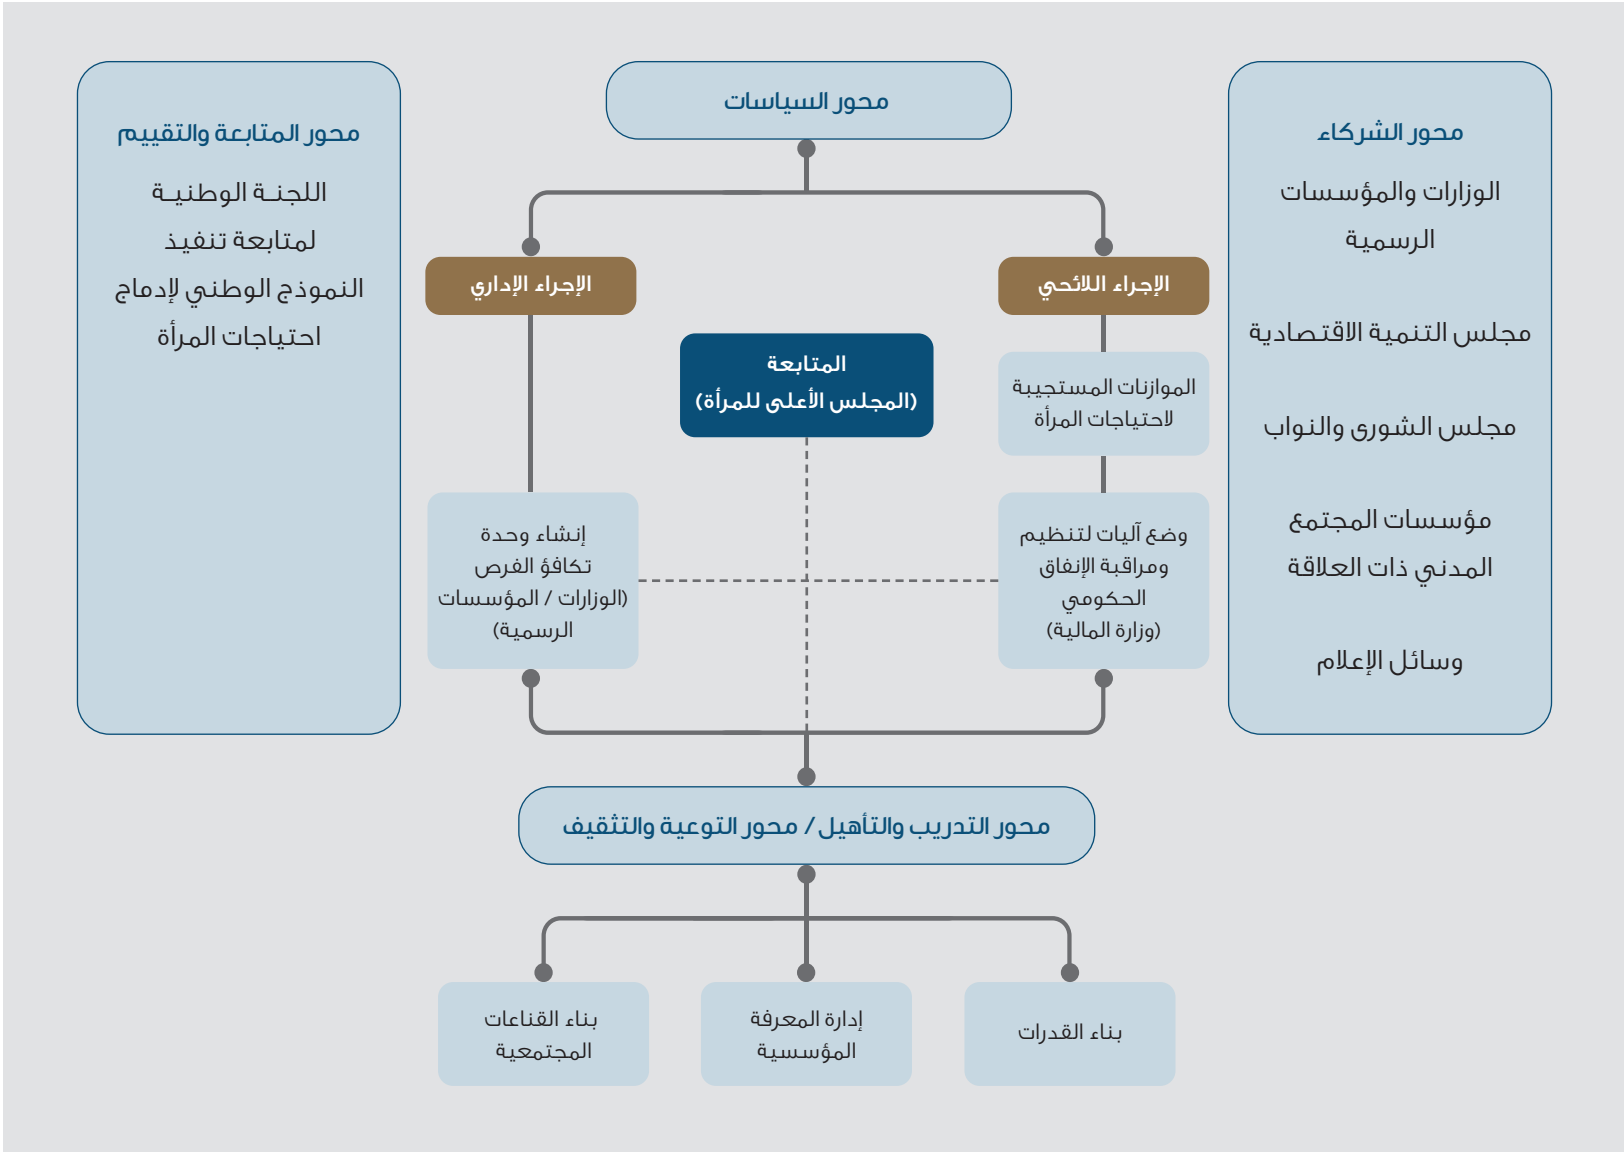 محور الشركاء
الوزارات والمؤسسات
الرسمية
مجلس التنمية الاقتصادية
مجلس الشورى والنواب
مؤسسات المجتمع
المدني ذات العلاقة
وسائل الإعلام
محور السياسات
الإجراء اللائحي
الموازنات المستجيبة
لاحتياجات المرأة
وضع آليات لتنظيم
ومراقبة الإنفاق
الحكومي
(وزارة المالية)
المتابعة
(المجلس الأعلى للمرأة)
الإجراء الإداري
إنشاء وحدة
تكافؤ الفرص
(الوزارات / المؤسسات
الرسمية)
محور المتابعة والتقييم
اللجنــة الوطنيــة
لمتابعة تنفيذ
النموذج الوطني لإدماج
احتياجات المرأة
محور التدريب والتأهيل / محور التوعية والتثقيف
بناء القدرات
إدارة المعرفة
المؤسسية
بناء القناعات
المجتمعية